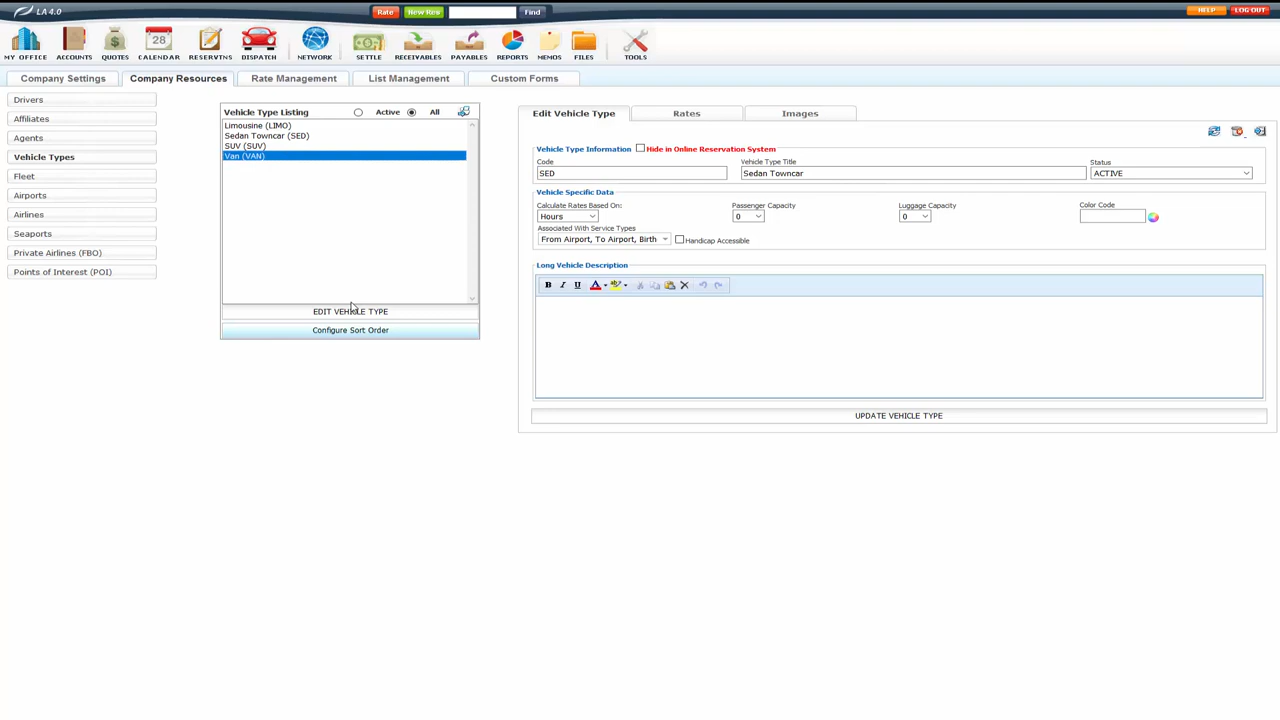 LA 4.0
Rate
New Res
Find
HELP
LOG OUT
MY OFFICE
ACCOUNTS
QUOTES
28
CALENDAR
RESERVTNS
DISPATCH
NETWORK
SETTLE
RECEIVABLES
PAYABLES
REPORTS
MEMOS
FILES
TOOLS
Company Settings
Company Resources
Rate Management
List Management
Custom Forms
Drivers
Affiliates
Agents
Vehicle Types
Fleet
Airports
Airlines
Seaports
Private Airlines (FBO)
Points of Interest (POI)
Vehicle Type Listing
Active
All
Limousine (LIMO)
Sedan Towncar (SED)
SUV (SUV)
Van (VAN)
EDIT VEHICLE TYPE
Configure Sort Order
Edit Vehicle Type
Rates
Images
Vehicle Type Information
Hide in Online Reservation System
Code
Vehicle Type Title
Status
SED
Sedan Towncar
ACTIVE
Vehicle Specific Data
Calculate Rates Based On:
Passenger Capacity
Luggage Capacity
Color Code
Hours
0
0
Associated With Service Types
From Airport, To Airport, Birth
Handicap Accessible
Long Vehicle Description
B I U A ab
UPDATE VEHICLE TYPE